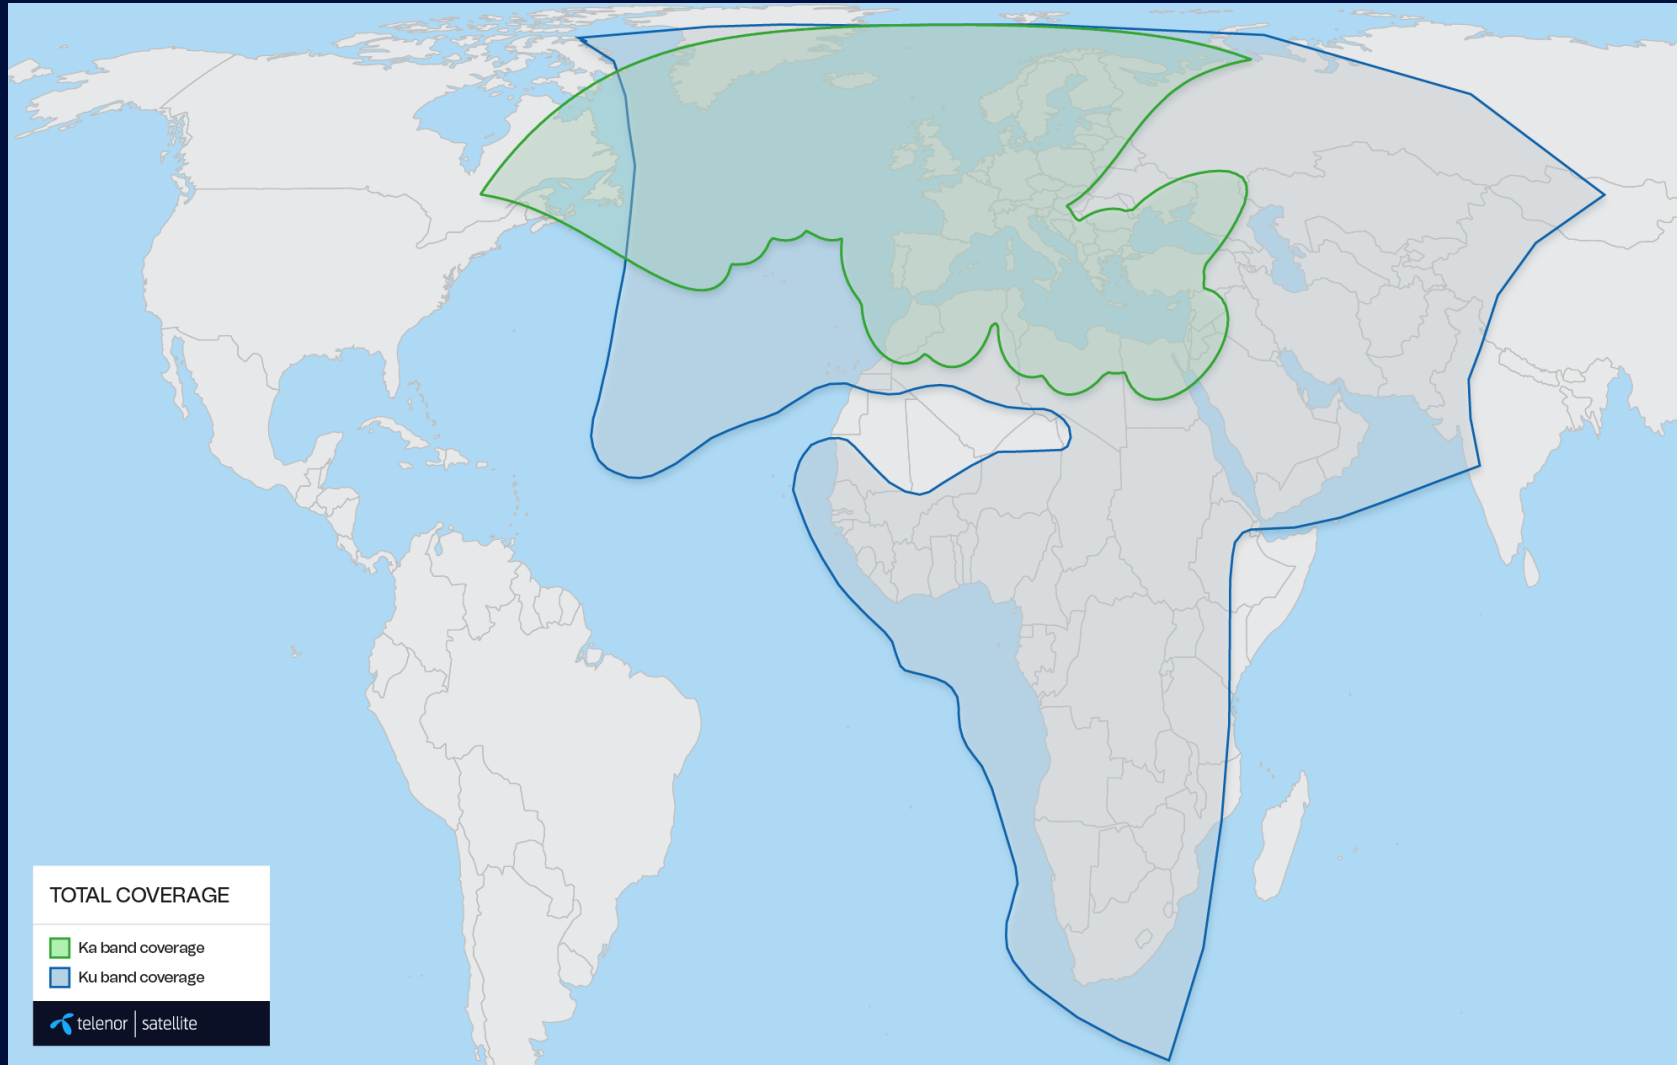 TOTAL COVERAGE
Ka band coverage
Ku band coverage
telenor | satellite